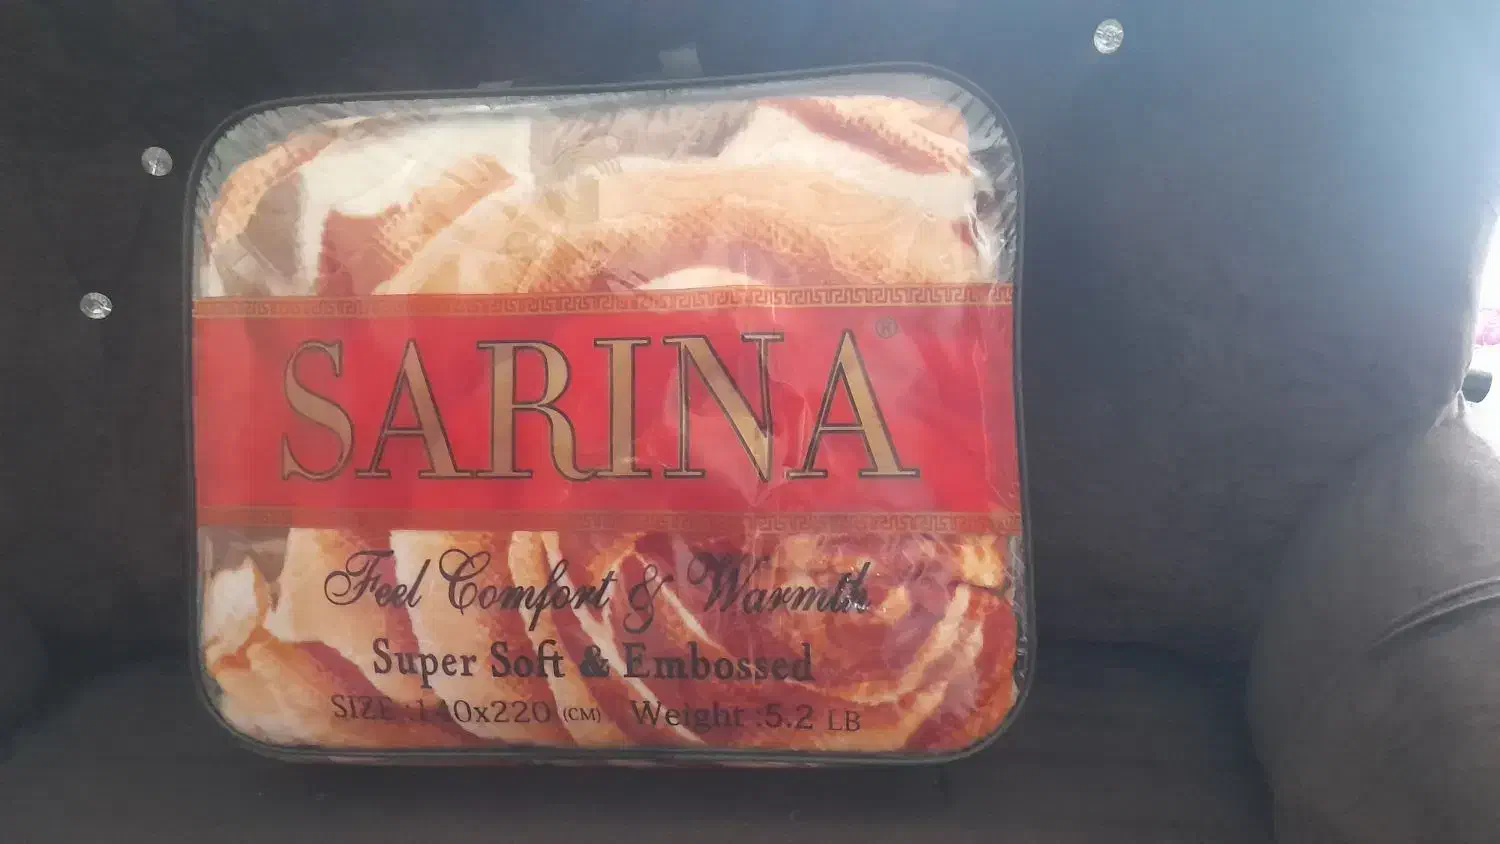 SARINA®
Feel Comfort & Warmth
Super Soft & Embossed
SIZE :140x220 (CM) Weight :5.2 LB